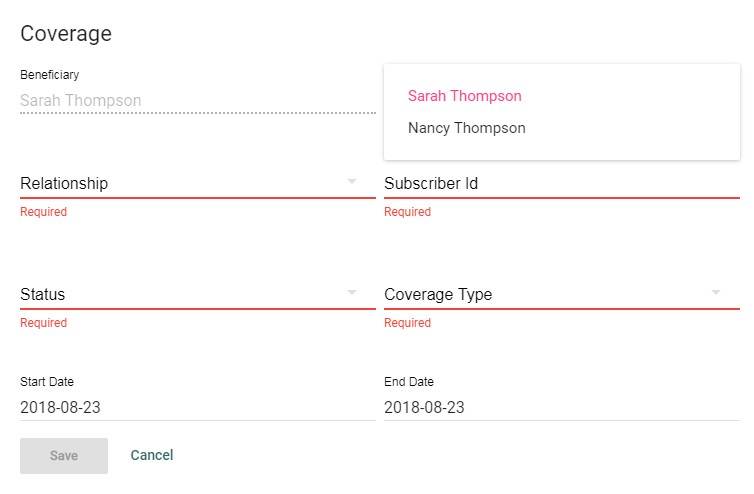 Coverage
Beneficiary
Sarah Thompson
Sarah Thompson
Nancy Thompson
Relationship
Subscriber Id
Required
Required
Status
Coverage Type
Required
Required
Start Date
End Date
2018-08-23
2018-08-23
Save
Cancel